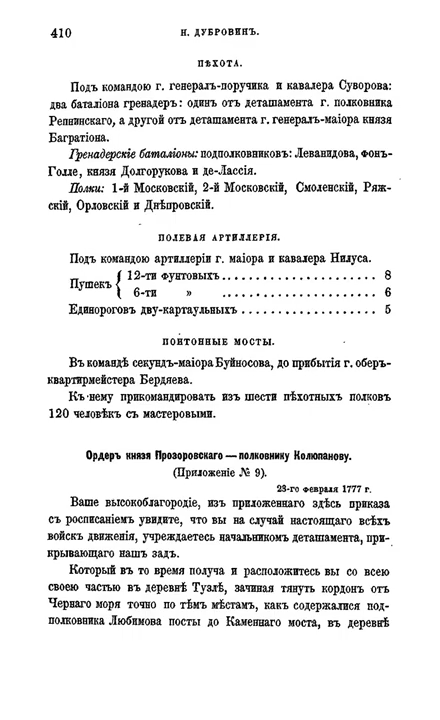 410
Н. ДУБРОВИНЪ.
ПѢХОТА.
Подъ командою г. генералъ-поручика и кавалера Суворова:
два баталіона гренадеръ: одинъ отъ деташамента г. полковника
Репнинскаго, а другой отъ деташамента г. генералъ-маіора князя
Багратіона.
Гренадерскіе баталіоны: подполковниковъ: Леванидова, фонъ-
Голле, князя Долгорукова и де-Лассія.
Полки: 1-й Московскій, 2-й Московскій, Смоленскій, Ряж-
скій, Орловскій и Днѣпровскій.
ПОЛЕВАЯ АРТИЛЛЕРІЯ.
Подъ командою артиллеріи г. маіора и кавалера Нилуса.
Пушекъ { 12-ти фунтовыхъ . . . . . . . . . . . . . . . . . . 8
{ 6-ти » . . . . . . . . . . . . . . . . . . 6
Единороговъ дву-картаульныхъ . . . . . . . . . . . . . . . . . . 5
ПОНТОННЫЕ МОСТЫ.
Въ командѣ секундъ-маіора Буйносова, до прибытія г. оберъ-
квартирмейстера Бердяева.
Къ нему прикомандировать изъ шести пѣхотныхъ полковъ
120 человѣкъ съ мастеровыми.
Ордеръ князя Прозоровскаго — полковнику Колюпанову.
(Приложеніе № 9).
23-го февраля 1777 г.
Ваше высокоблагородіе, изъ приложеннаго здѣсь приказа
съ росписаніемъ увидите, что вы на случай настоящаго всѣхъ
войскъ движенія, учреждаетесь начальникомъ деташамента, при-
крывающаго нашъ задъ.
Который въ то время получа и расположитесь вы со всею
своею частью въ деревнѣ Тузлѣ, зачиная тянуть кордонъ отъ
Чернаго моря точно по тѣмъ мѣстамъ, какъ содержалися под-
полковника Любимова посты до Каменнаго моста, въ деревнѣ